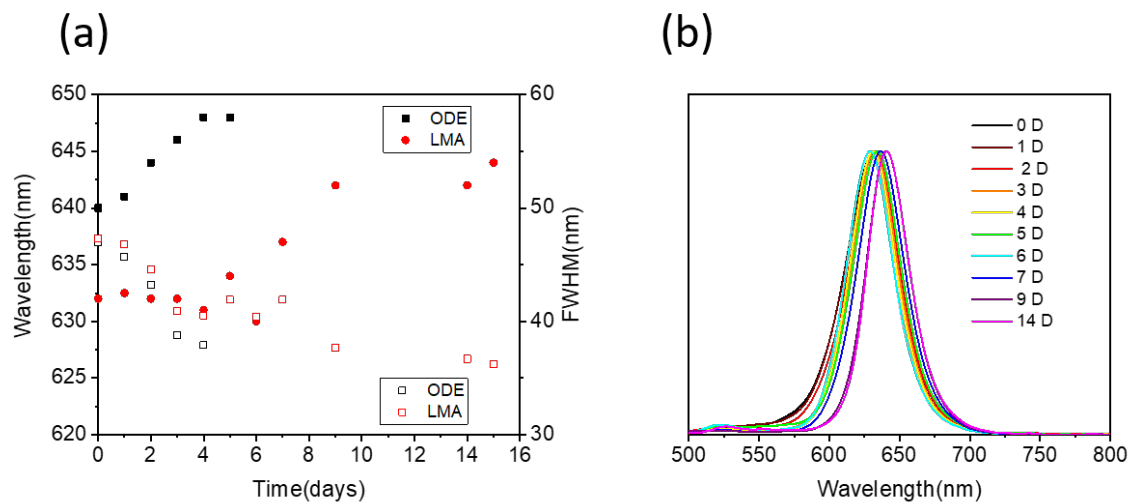 (a)
(b)
650
645
640
635
630
625
620
Wavelength(nm)
60
50
40
30
FWHM(nm)
ODE
LMA
ODE
LMA
0 2 4 6 8 10 12 14 16
Time(days)
0 D
1 D
2 D
3 D
4 D
5 D
6 D
7 D
9 D
14 D
500 550 600 650 700 750 800
Wavelength(nm)